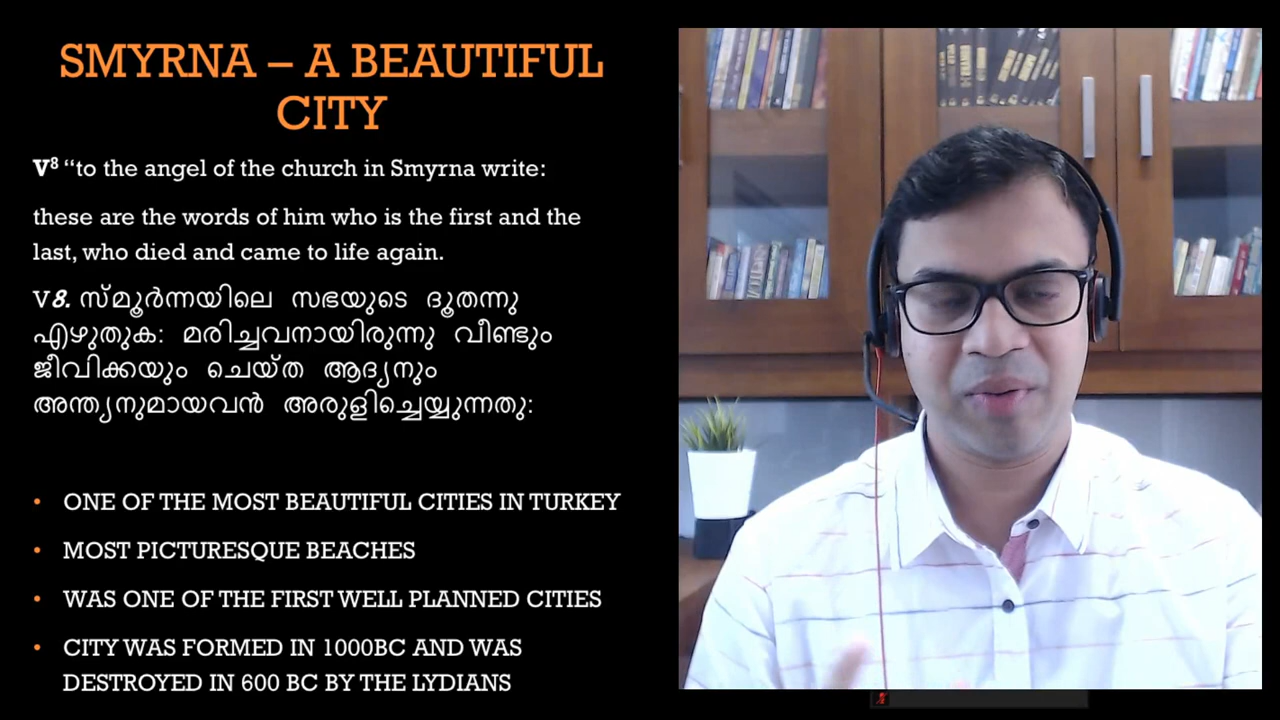 SMYRNA – A BEAUTIFUL
CITY
V8 “to the angel of the church in Smyrna write:
these are the words of him who is the first and the
last, who died and came to life again.
V8. സ്മൂർന്നയിലെ സഭയുടെ ദൂതന്നു
എഴുതുക: മരിച്ചവനായിരുന്നു വീണ്ടും
ജീവിക്കയും ചെയ്ത ആദ്യനും
അന്ത്യനുമായവൻ അരുളിച്ചെയ്യുന്നതു:
• ONE OF THE MOST BEAUTIFUL CITIES IN TURKEY
• MOST PICTURESQUE BEACHES
• WAS ONE OF THE FIRST WELL PLANNED CITIES
• CITY WAS FORMED IN 1000BC AND WAS
DESTROYED IN 600 BC BY THE LYDIANS